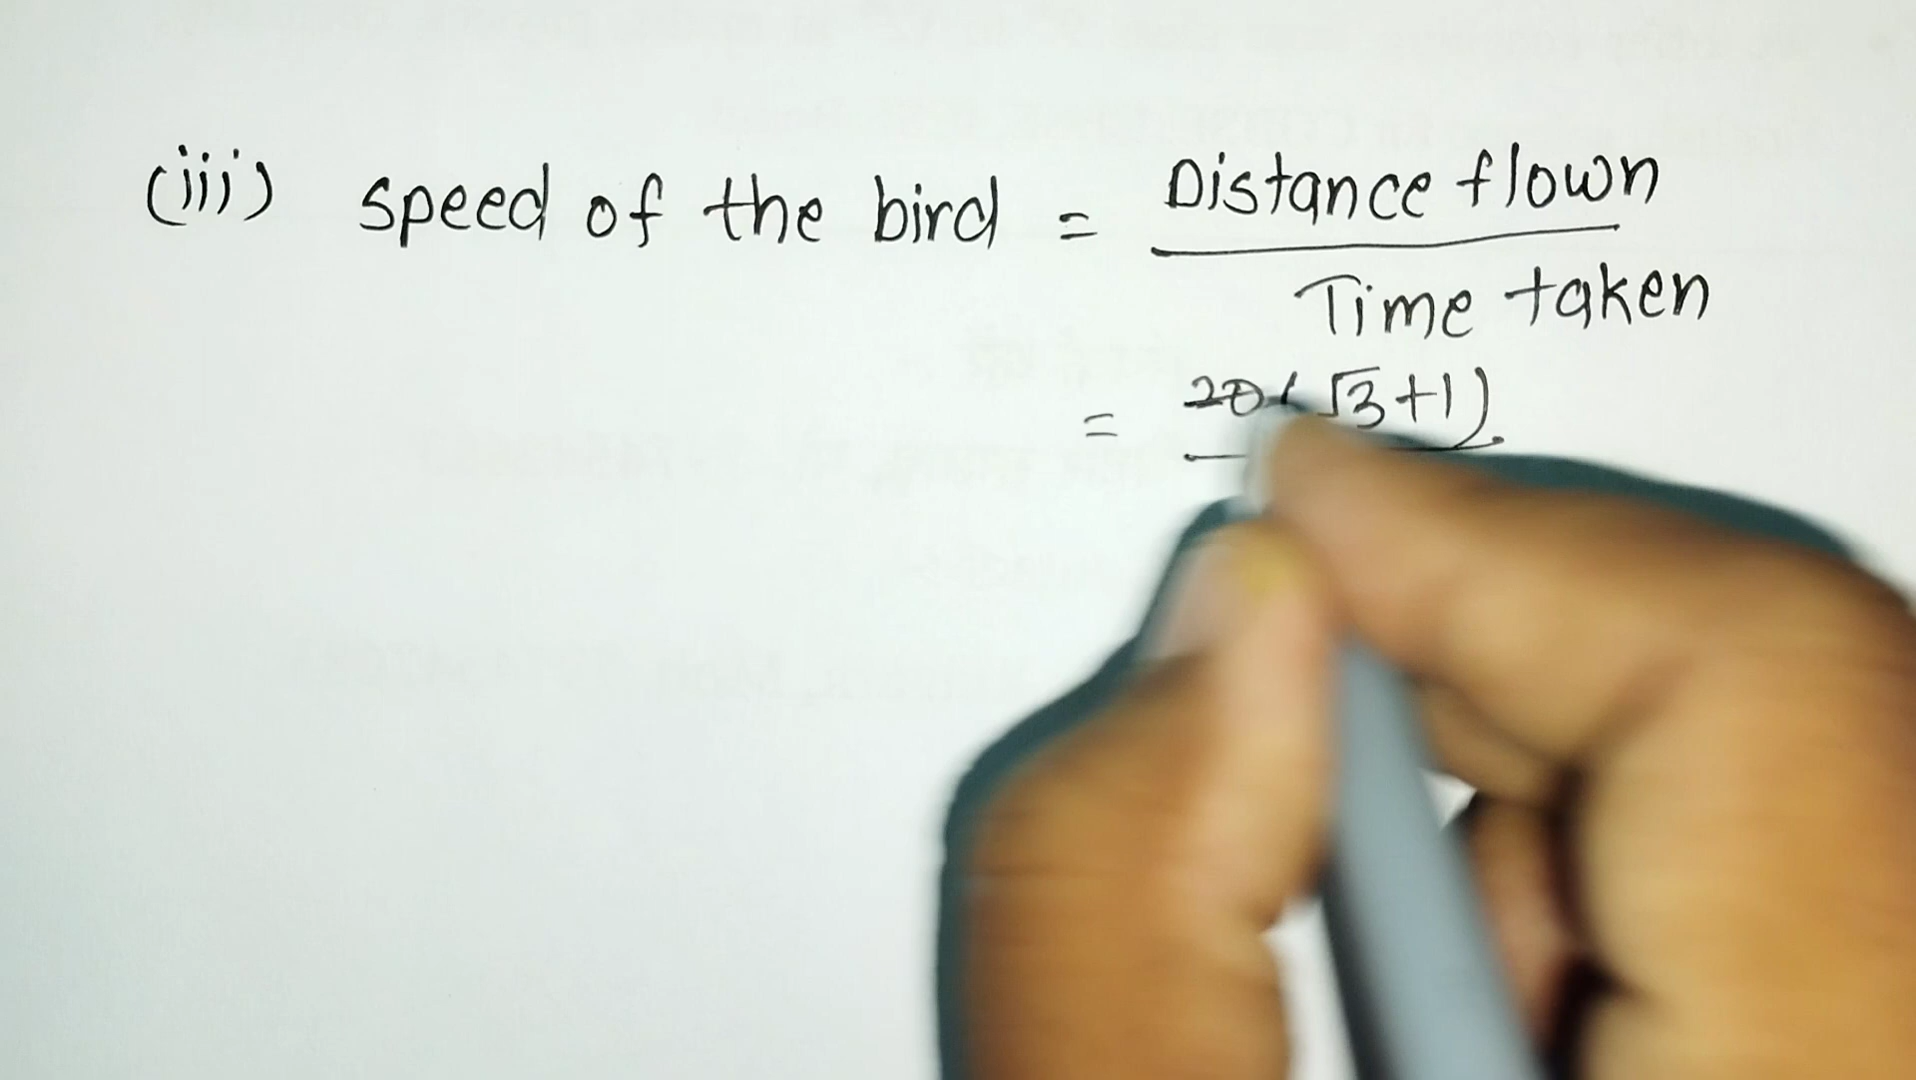 (iii) speed of the bird = Distance flown
Time taken
= 20(√3+1)